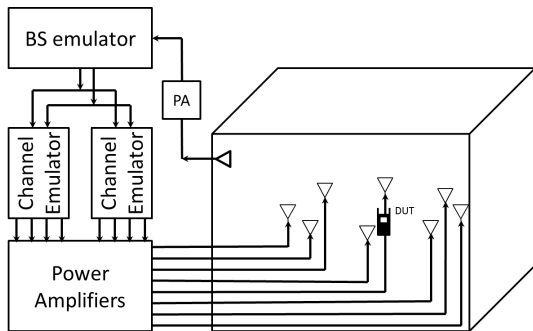 BS emulator
PA
Channel
Emulator
Channel
Emulator
DUT
Power
Amplifiers